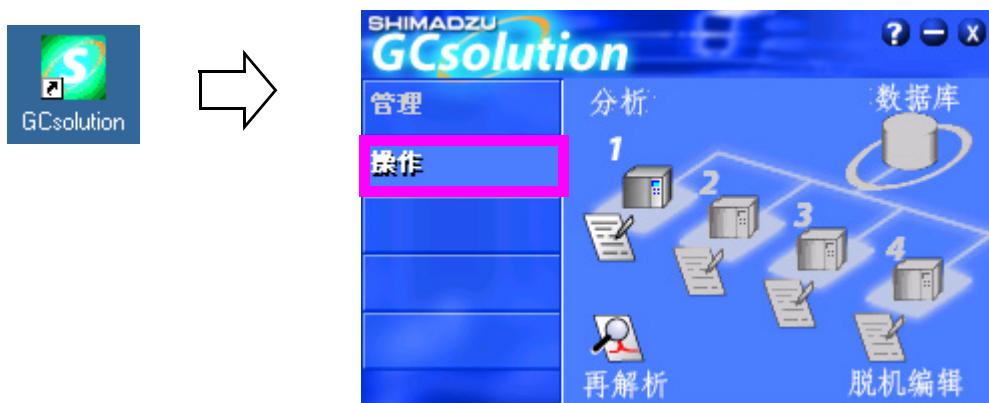 GCsolution
SHIMADZU
GCsolution
? — x
管理
操作
分析
数据库
1
2
3
4
再解析
脱机编辑